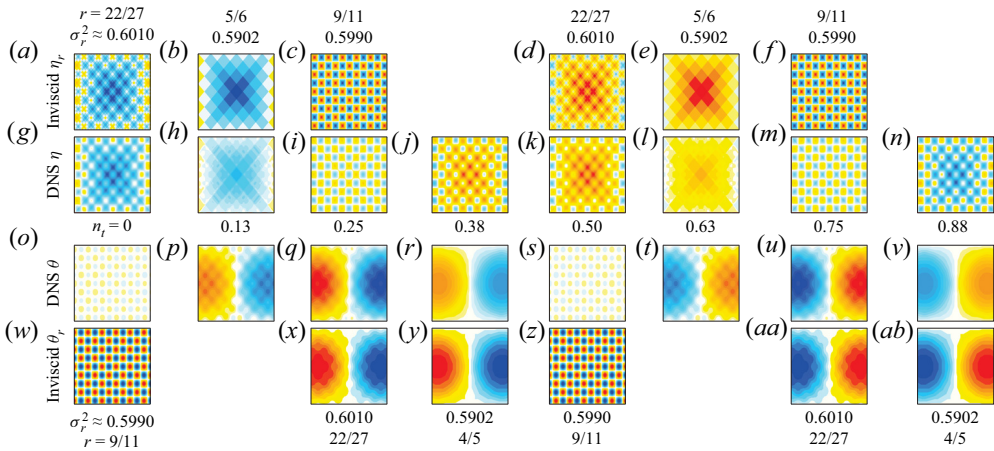 r = 22/27 5/6 9/11 22/27 5/6 9/11
σ_r^2 ≈ 0.6010 0.5902 0.5990 0.6010 0.5902 0.5990
(a) (b) (c) (d) (e) (f)
Inviscid η_r
(g) (h) (i) (j) (k) (l) (m) (n)
DNS η
n_t = 0 0.13 0.25 0.38 0.50 0.63 0.75 0.88
(o) (p) (q) (r) (s) (t) (u) (v)
DNS θ
(w) (x) (y) (z) (aa) (ab)
Inviscid θ_r
σ_r^2 ≈ 0.5990 0.6010 0.5902 0.5990 0.6010 0.5902
r = 9/11 22/27 4/5 9/11 22/27 4/5